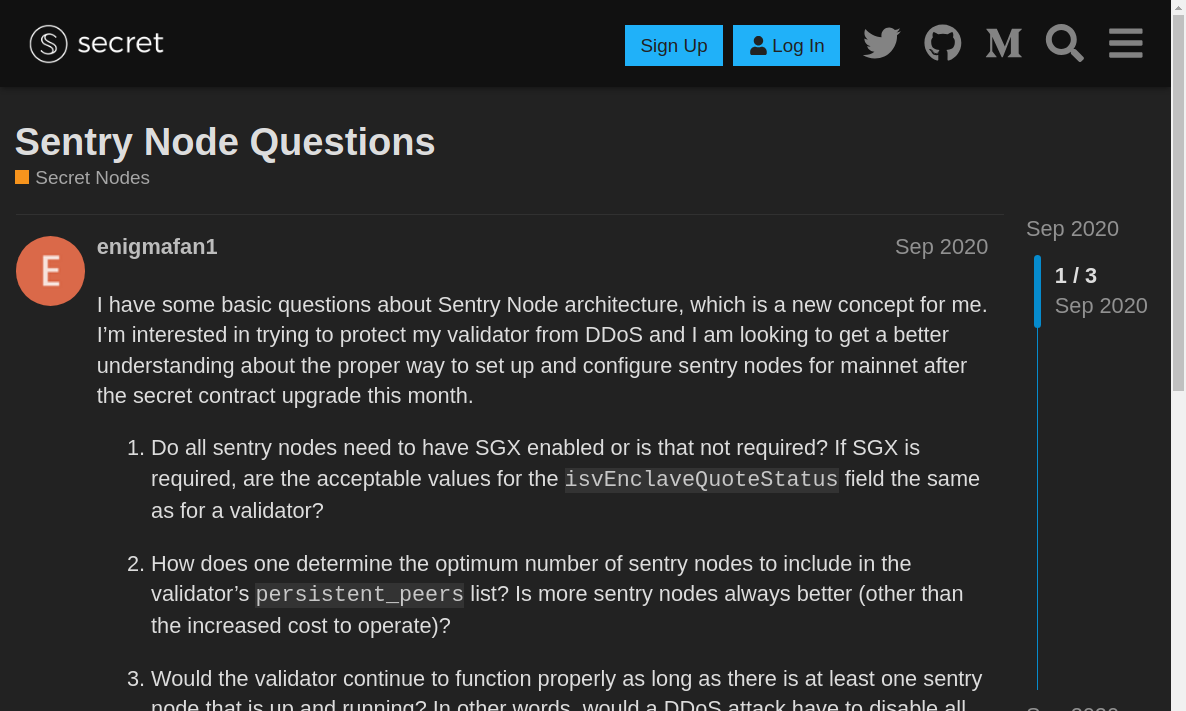 secret
Sign Up
Log In
Sentry Node Questions
Secret Nodes
E
enigmafan1
Sep 2020
I have some basic questions about Sentry Node architecture, which is a new concept for me.
I’m interested in trying to protect my validator from DDoS and I am looking to get a better
understanding about the proper way to set up and configure sentry nodes for mainnet after
the secret contract upgrade this month.
1. Do all sentry nodes need to have SGX enabled or is that not required? If SGX is
required, are the acceptable values for the isvEnclaveQuoteStatus field the same
as for a validator?
2. How does one determine the optimum number of sentry nodes to include in the
validator’s persistent_peers list? Is more sentry nodes always better (other than
the increased cost to operate)?
3. Would the validator continue to function properly as long as there is at least one sentry
node that is up and running? In other words, would a DDoS attack have to disable all
Sep 2020
1 / 3
Sep 2020
Sep 2020